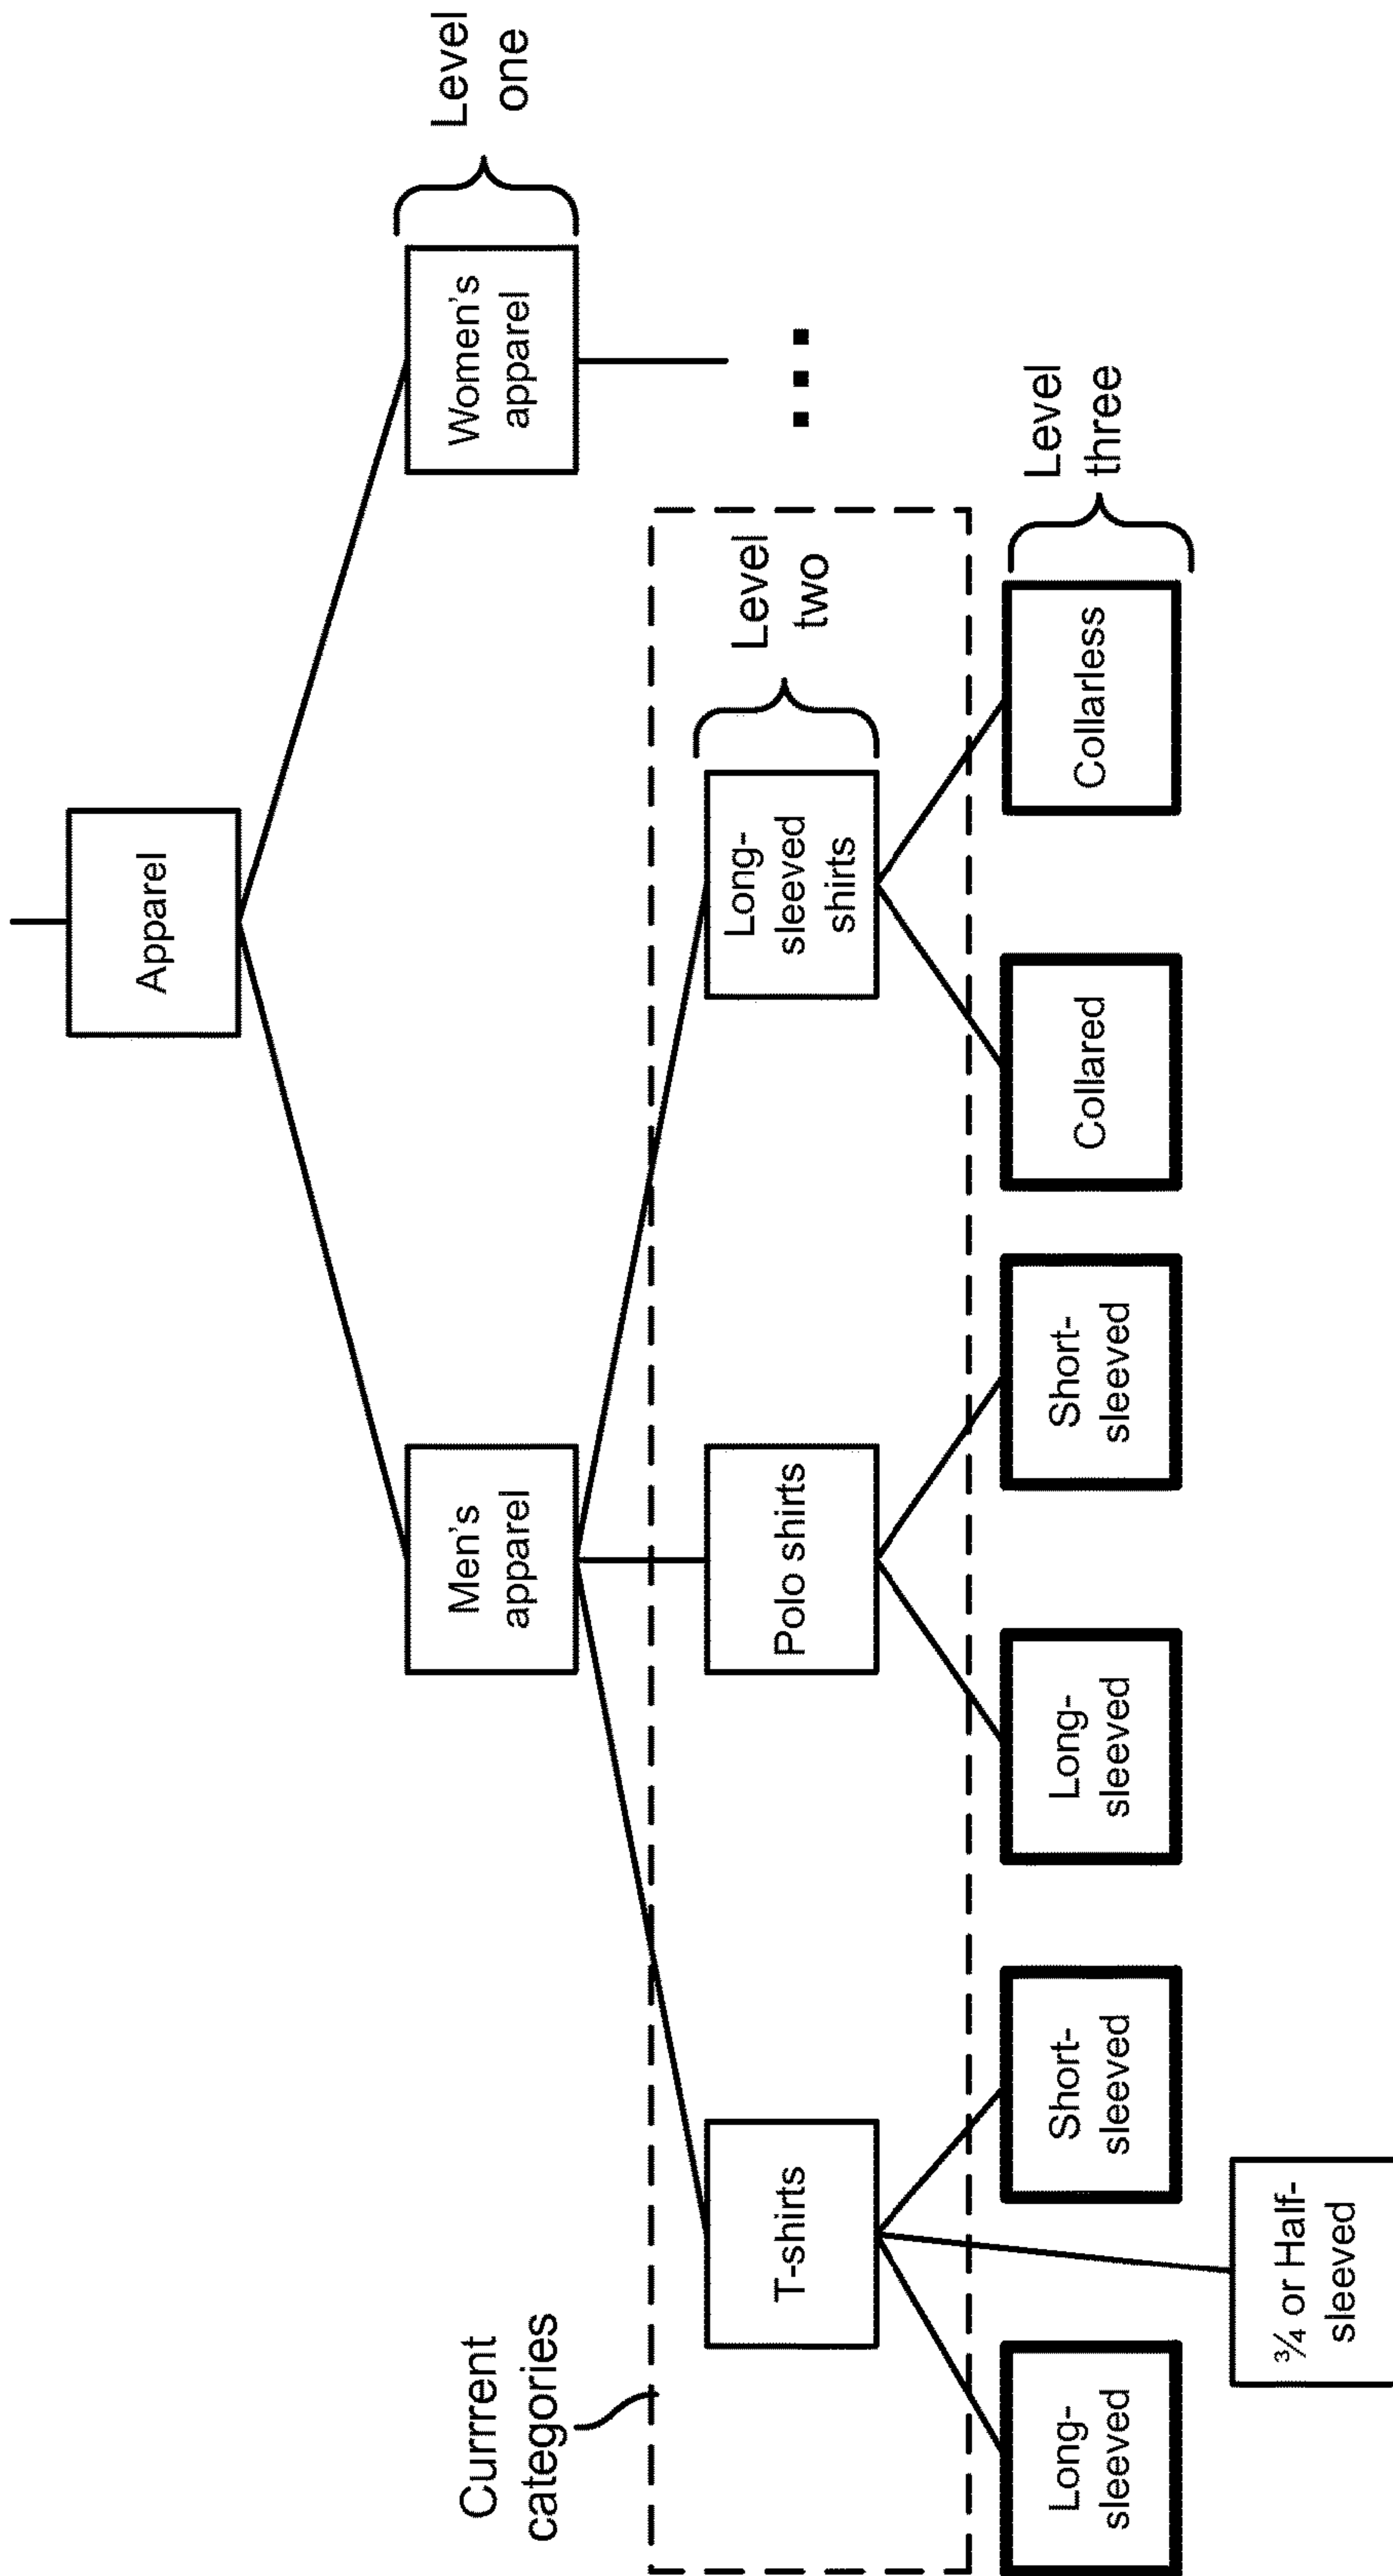 Apparel
Men's
apparel
Women's
apparel
Level
one
Currrent
categories
T-shirts
Polo shirts
Long-
sleeved
shirts
Level
two
Long-
sleeved
Short-
sleeved
Long-
sleeved
Short-
sleeved
Collared
Collarless
Level
three
¾ or Half-
sleeved